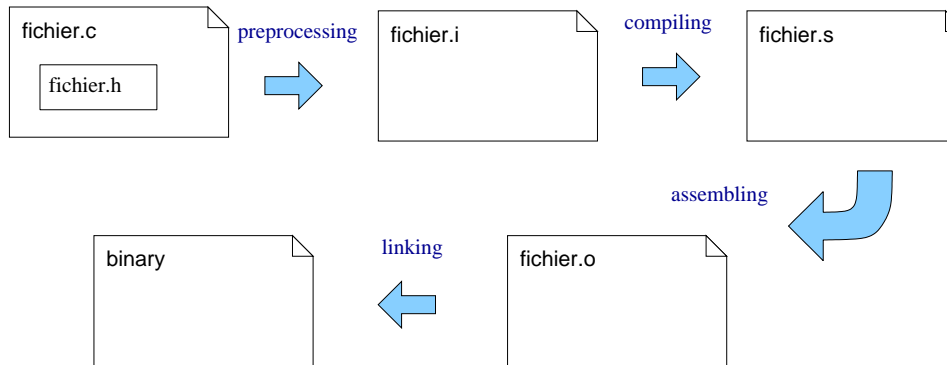 fichier.c
fichier.h
preprocessing
fichier.i
compiling
fichier.s
assembling
fichier.o
linking
binary